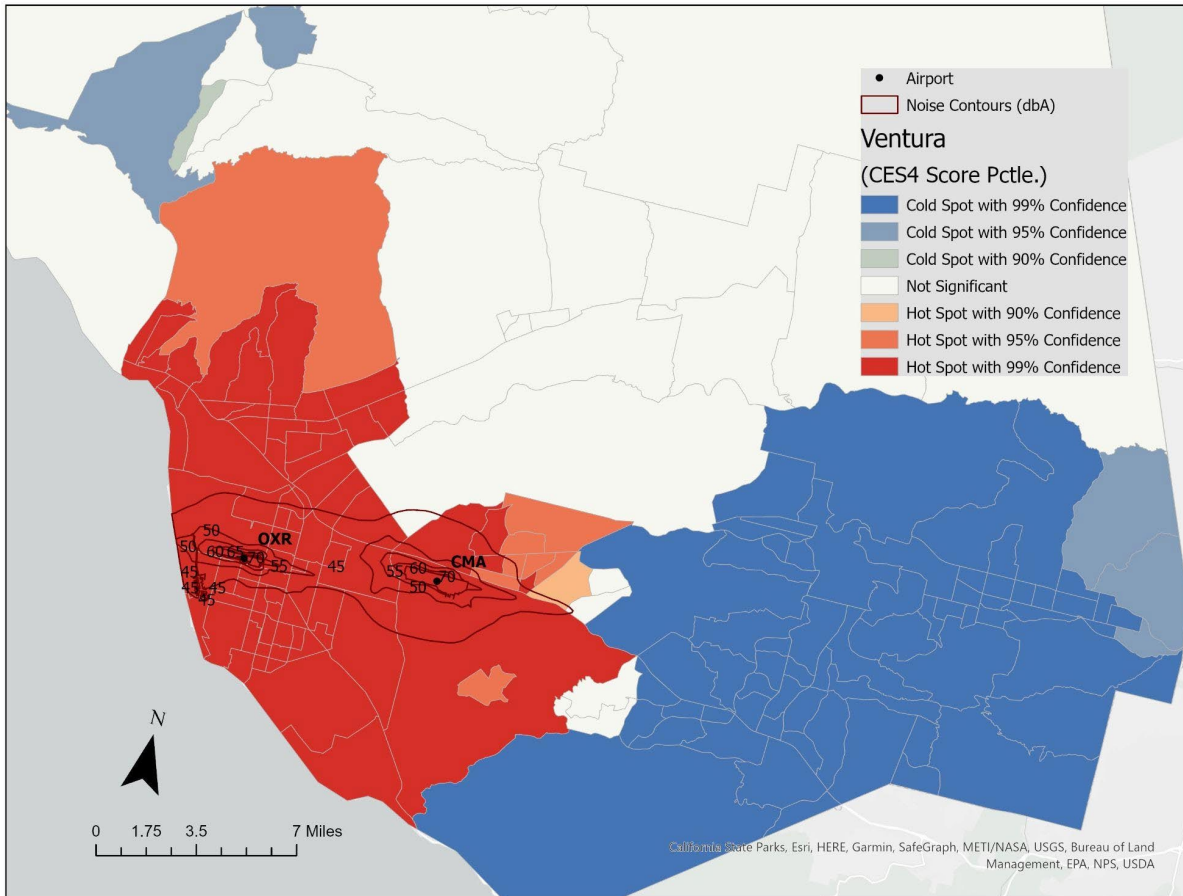 Airport
Noise Contours (dbA)
Ventura
(CES4 Score Pctle.)
Cold Spot with 99% Confidence
Cold Spot with 95% Confidence
Cold Spot with 90% Confidence
Not Significant
Hot Spot with 90% Confidence
Hot Spot with 95% Confidence
Hot Spot with 99% Confidence
50
OXR
50
60
65
70
55
45
45
45
45
45
CMA
55
60
70
50
N
0 1.75 3.5 7 Miles
California State Parks, Esri, HERE, Garmin, SafeGraph, METI/NASA, USGS, Bureau of Land
Management, EPA, NPS, USDA